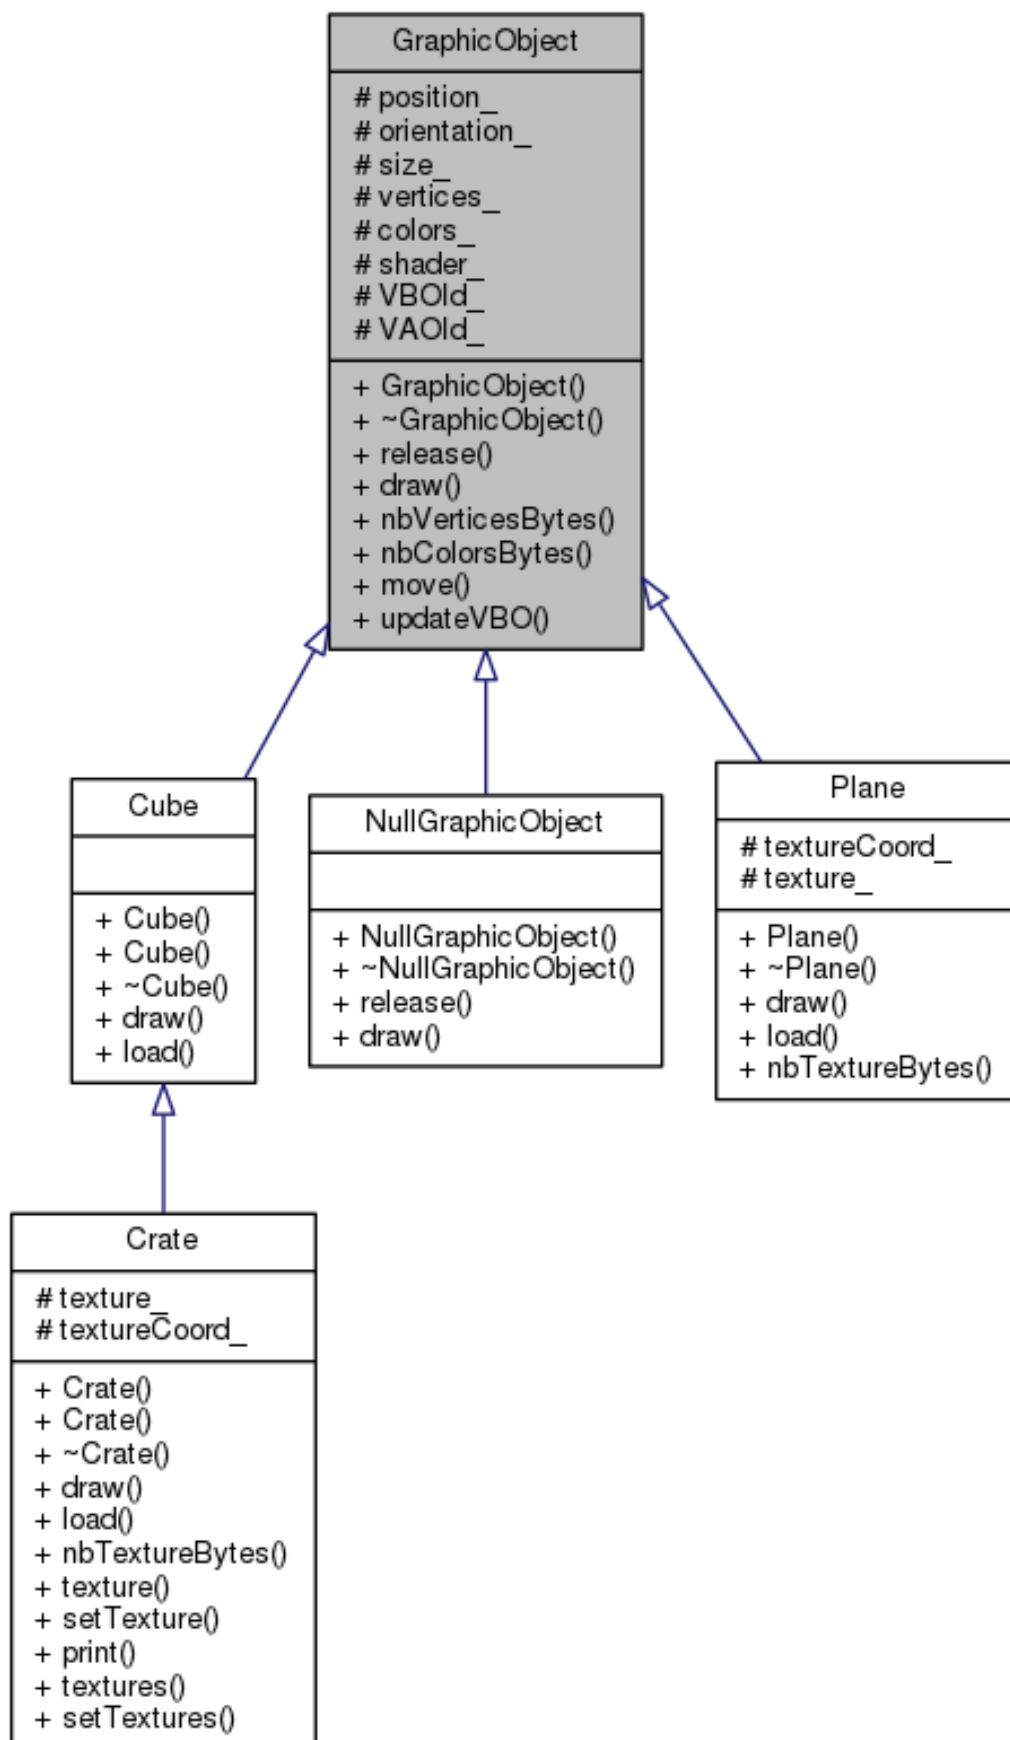 GraphicObject
# position_
# orientation_
# size_
# vertices_
# colors_
# shader_
# VBOId_
# VAOId_
+ GraphicObject()
+ ~GraphicObject()
+ release()
+ draw()
+ nbVerticesBytes()
+ nbColorsBytes()
+ move()
+ updateVBO()
Cube
+ Cube()
+ Cube()
+ ~Cube()
+ draw()
+ load()
NullGraphicObject
+ NullGraphicObject()
+ ~NullGraphicObject()
+ release()
+ draw()
Plane
# textureCoord_
# texture_
+ Plane()
+ ~Plane()
+ draw()
+ load()
+ nbTextureBytes()
Crate
# texture_
# textureCoord_
+ Crate()
+ Crate()
+ ~Crate()
+ draw()
+ load()
+ nbTextureBytes()
+ texture()
+ setTexture()
+ print()
+ textures()
+ setTextures()